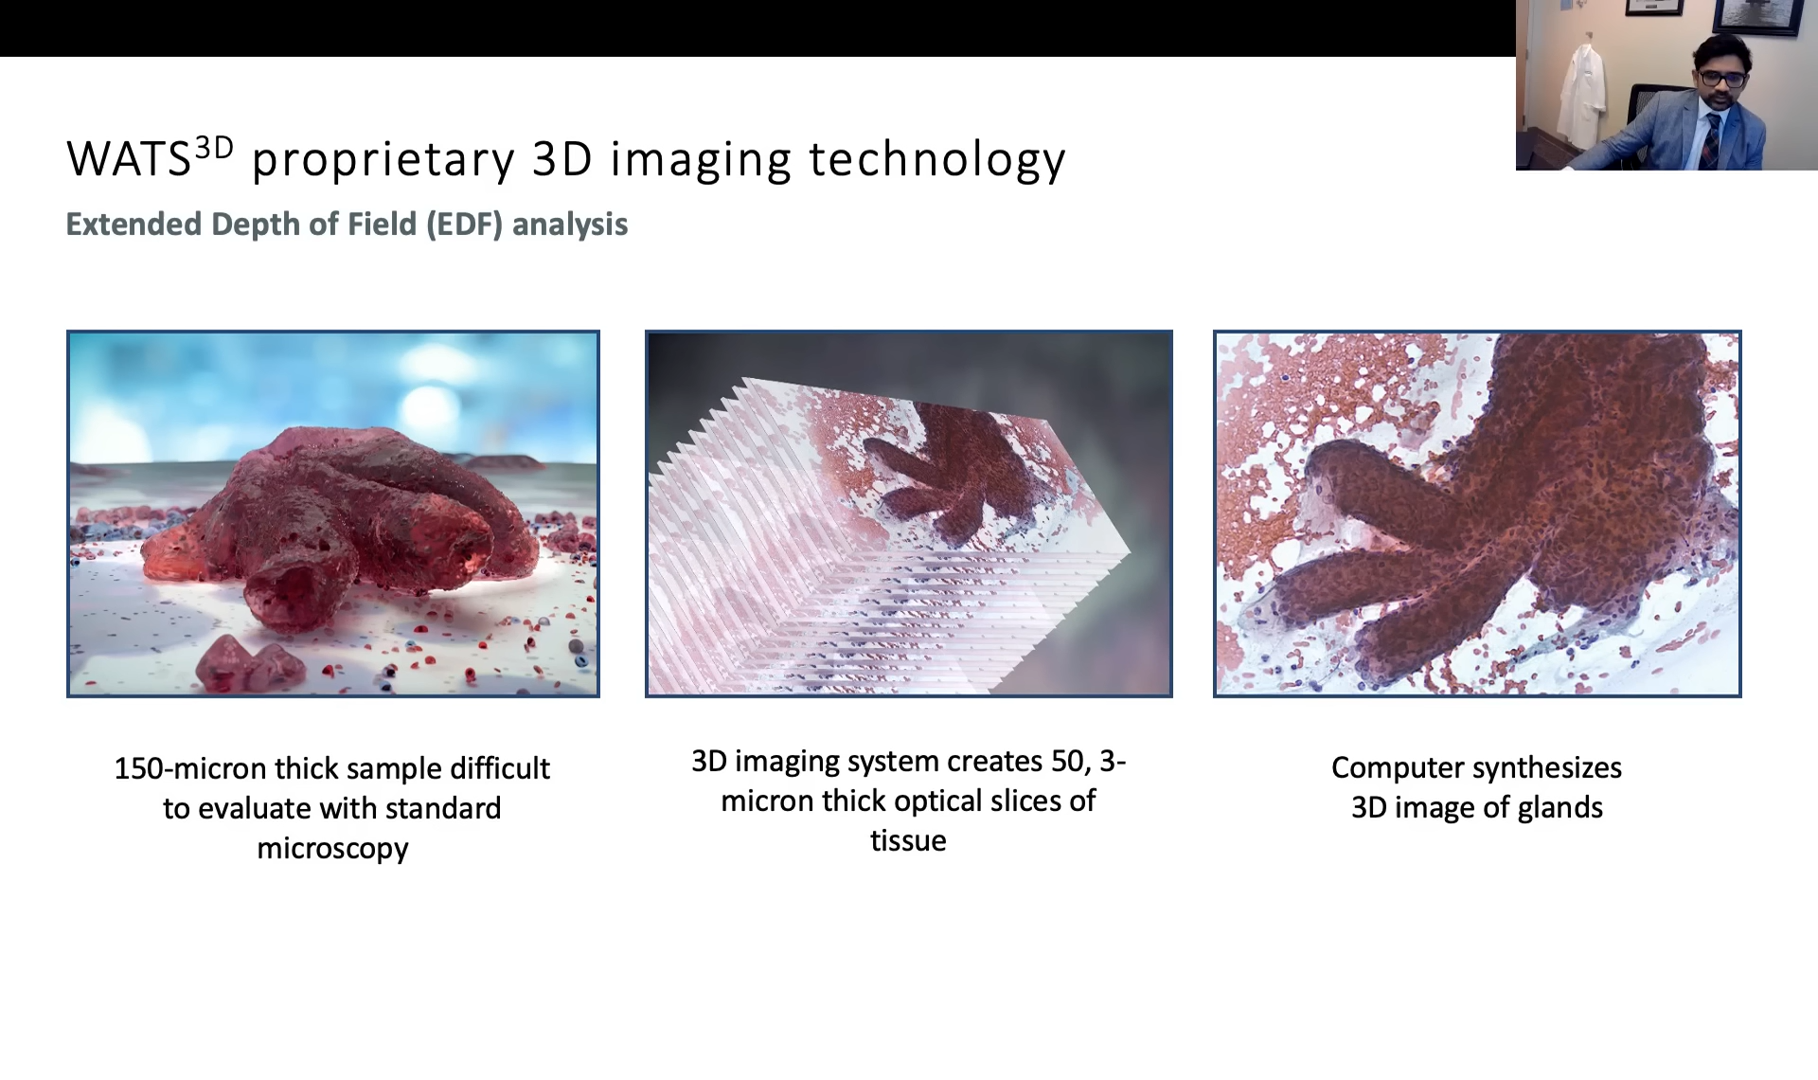 WATS3D proprietary 3D imaging technology
Extended Depth of Field (EDF) analysis
150-micron thick sample difficult
to evaluate with standard
microscopy
3D imaging system creates 50, 3-
micron thick optical slices of
tissue
Computer synthesizes
3D image of glands